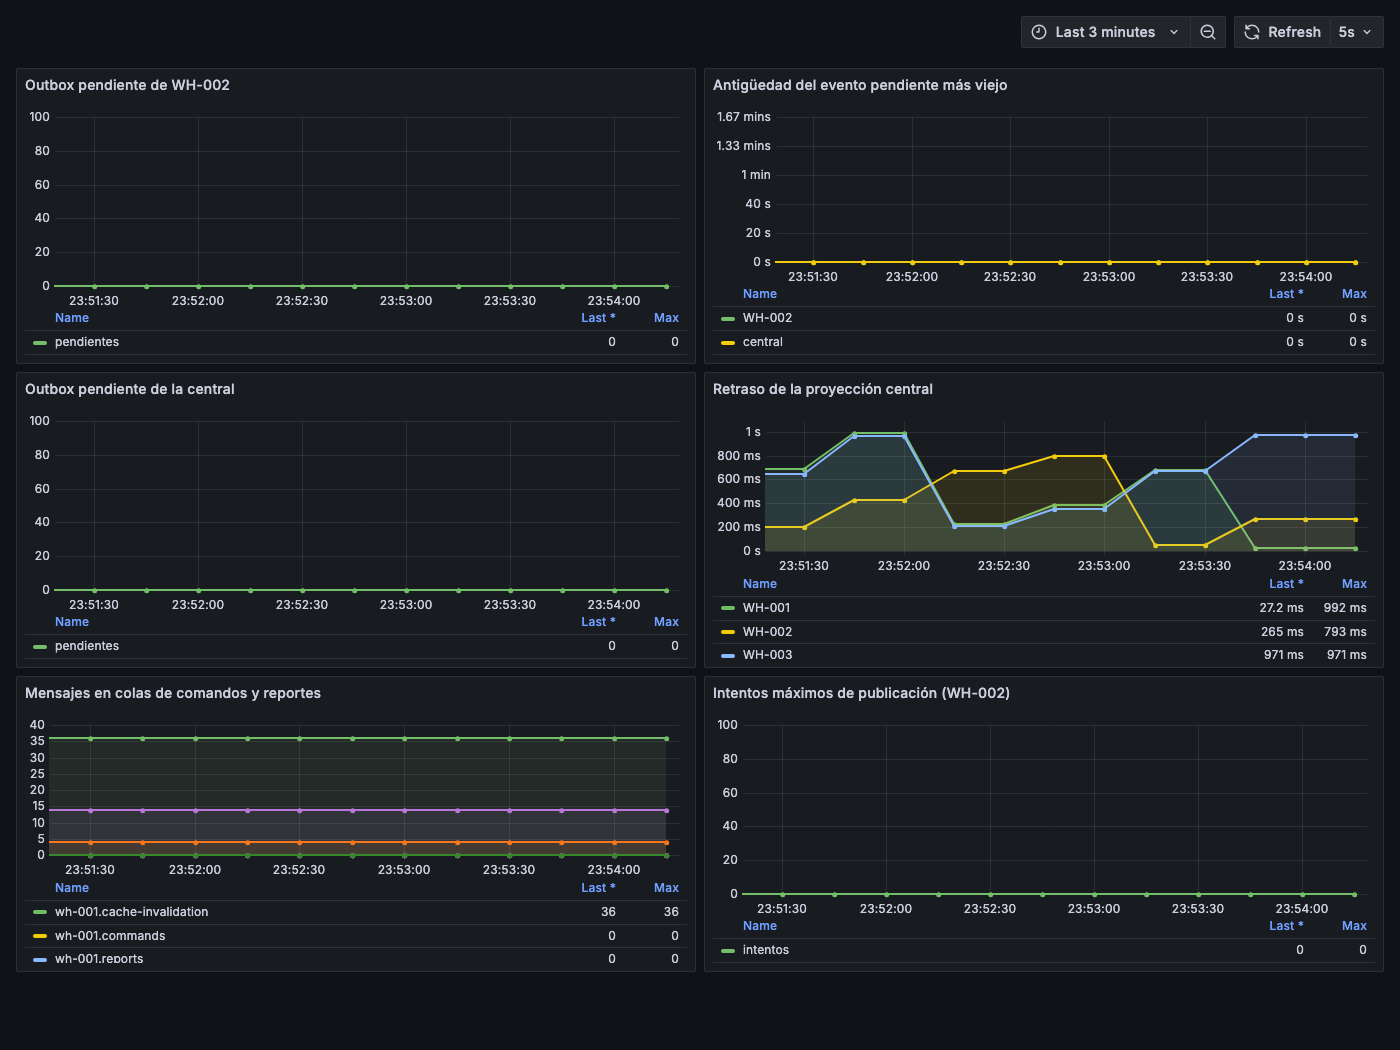 Last 3 minutes
Refresh
5s
Outbox pendiente de WH-002
100
80
60
40
20
0
23:51:30 23:52:00 23:52:30 23:53:00 23:53:30 23:54:00
Name Last * Max
pendientes 0 0
Antigüedad del evento pendiente más viejo
1.67 mins
1.33 mins
1 min
40 s
20 s
0 s
23:51:30 23:52:00 23:52:30 23:53:00 23:53:30 23:54:00
Name Last * Max
WH-002 0 s 0 s
central 0 s 0 s
Outbox pendiente de la central
100
80
60
40
20
0
23:51:30 23:52:00 23:52:30 23:53:00 23:53:30 23:54:00
Name Last * Max
pendientes 0 0
Retraso de la proyección central
1 s
800 ms
600 ms
400 ms
200 ms
0 s
23:51:30 23:52:00 23:52:30 23:53:00 23:53:30 23:54:00
Name Last * Max
WH-001 27.2 ms 992 ms
WH-002 265 ms 793 ms
WH-003 971 ms 971 ms
Mensajes en colas de comandos y reportes
40
35
30
25
20
15
10
5
0
23:51:30 23:52:00 23:52:30 23:53:00 23:53:30 23:54:00
Name Last * Max
wh-001.cache-invalidation 36 36
wh-001.commands 0 0
wh-001.reports 0 0
Intentos máximos de publicación (WH-002)
100
80
60
40
20
0
23:51:30 23:52:00 23:52:30 23:53:00 23:53:30 23:54:00
Name Last * Max
intentos 0 0